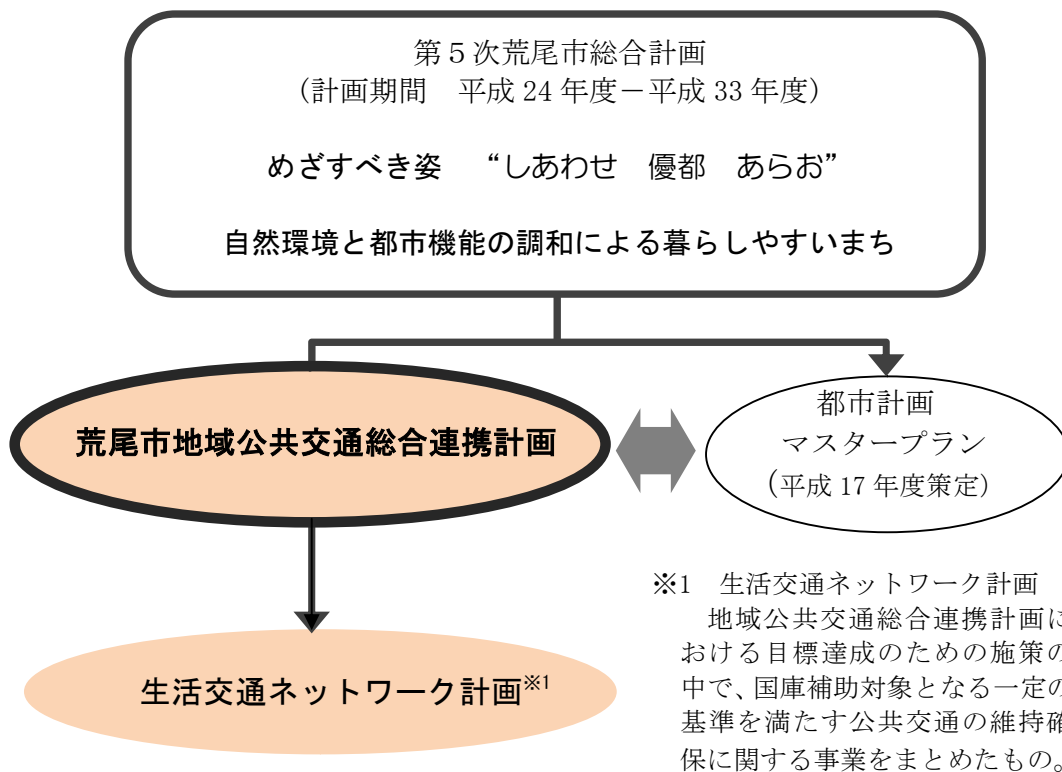 第５次荒尾市総合計画
(計画期間　平成 24 年度－平成 33 年度)
めざすべき姿　“しあわせ　優都　あらお”
自然環境と都市機能の調和による暮らしやすいまち
荒尾市地域公共交通総合連携計画
都市計画
マスタープラン
(平成 17 年度策定)
生活交通ネットワーク計画※1
※1　生活交通ネットワーク計画
地域公共交通総合連携計画に
おける目標達成のための施策の
中で、国庫補助対象となる一定の
基準を満たす公共交通の維持確
保に関する事業をまとめたもの。